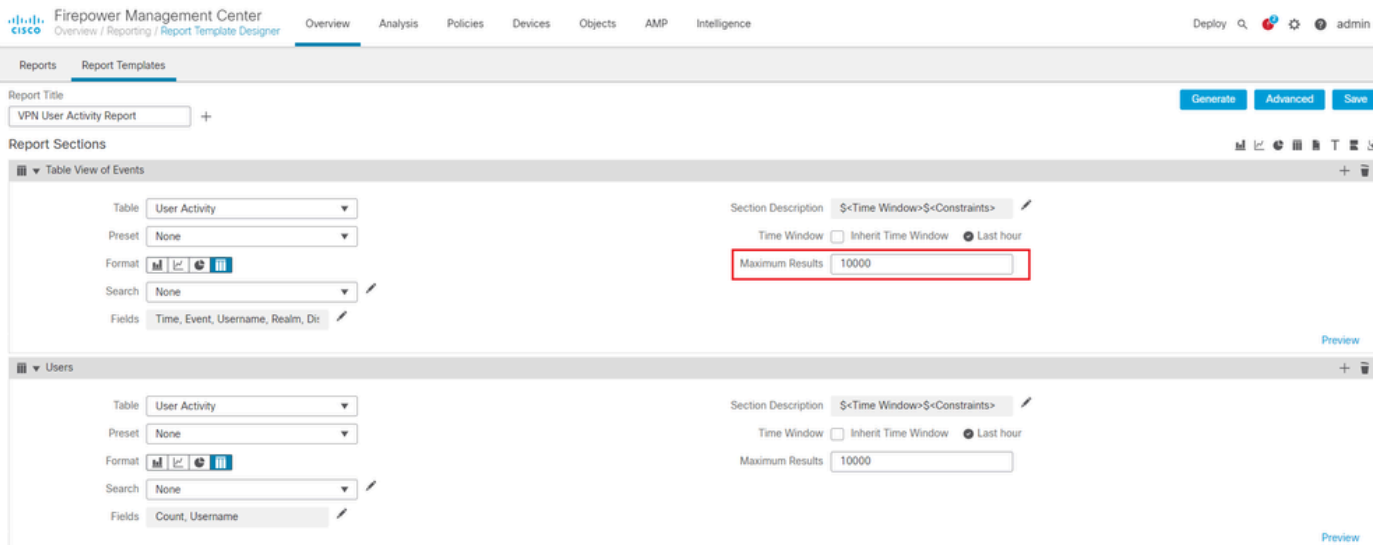 CISCO Firepower Management Center
Overview / Reporting / Report Template Designer
Overview Analysis Policies Devices Objects AMP Intelligence
Deploy admin
Reports Report Templates
Report Title
VPN User Activity Report
Generate Advanced Save
Report Sections
Table View of Events
Table User Activity
Section Description $<Time Window>$<Constraints>
Preset None
Time Window Inherit Time Window Last hour
Format
Maximum Results 10000
Search None
Fields Time, Event, Username, Realm, Dis
Preview
Users
Table User Activity
Section Description $<Time Window>$<Constraints>
Preset None
Time Window Inherit Time Window Last hour
Format
Maximum Results 10000
Search None
Fields Count, Username
Preview